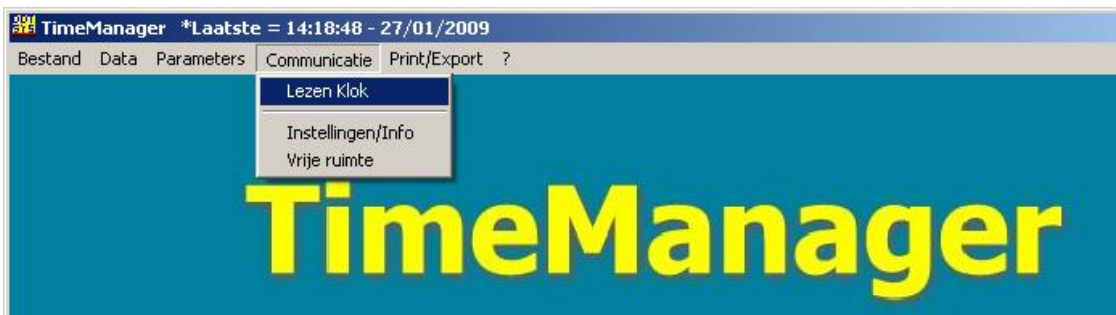 TimeManager *Laatste = 14:18:48 - 27/01/2009
Bestand Data Parameters Communicatie Print/Export ?
Lezen Klok
Instellingen/Info
Vrije ruimte
TimeManager